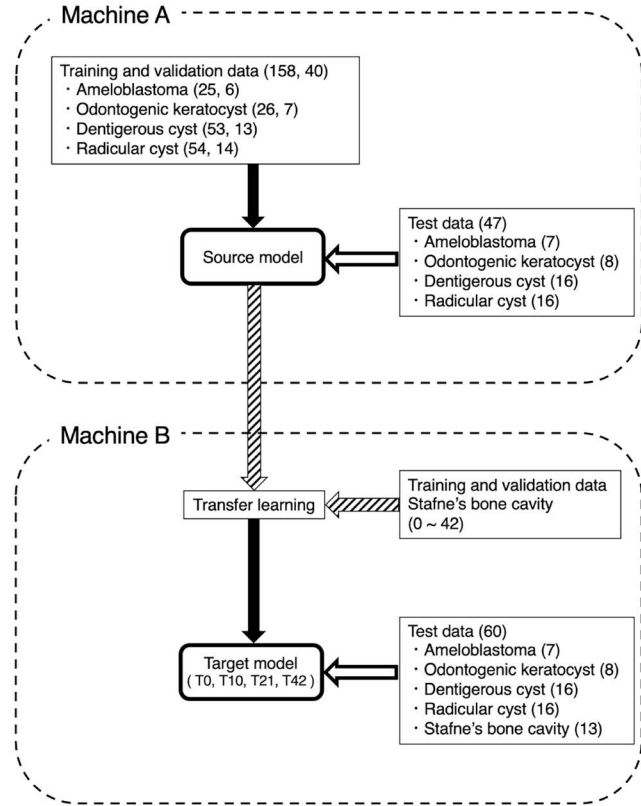 Machine A
Training and validation data (158, 40)
・Ameloblastoma (25, 6)
・Odontogenic keratocyst (26, 7)
・Dentigerous cyst (53, 13)
・Radicular cyst (54, 14)
Source model
Test data (47)
・Ameloblastoma (7)
・Odontogenic keratocyst (8)
・Dentigerous cyst (16)
・Radicular cyst (16)
Machine B
Transfer learning
Training and validation data
Stafne's bone cavity
(0 ~ 42)
Target model
( T0, T10, T21, T42 )
Test data (60)
・Ameloblastoma (7)
・Odontogenic keratocyst (8)
・Dentigerous cyst (16)
・Radicular cyst (16)
・Stafne's bone cavity (13)